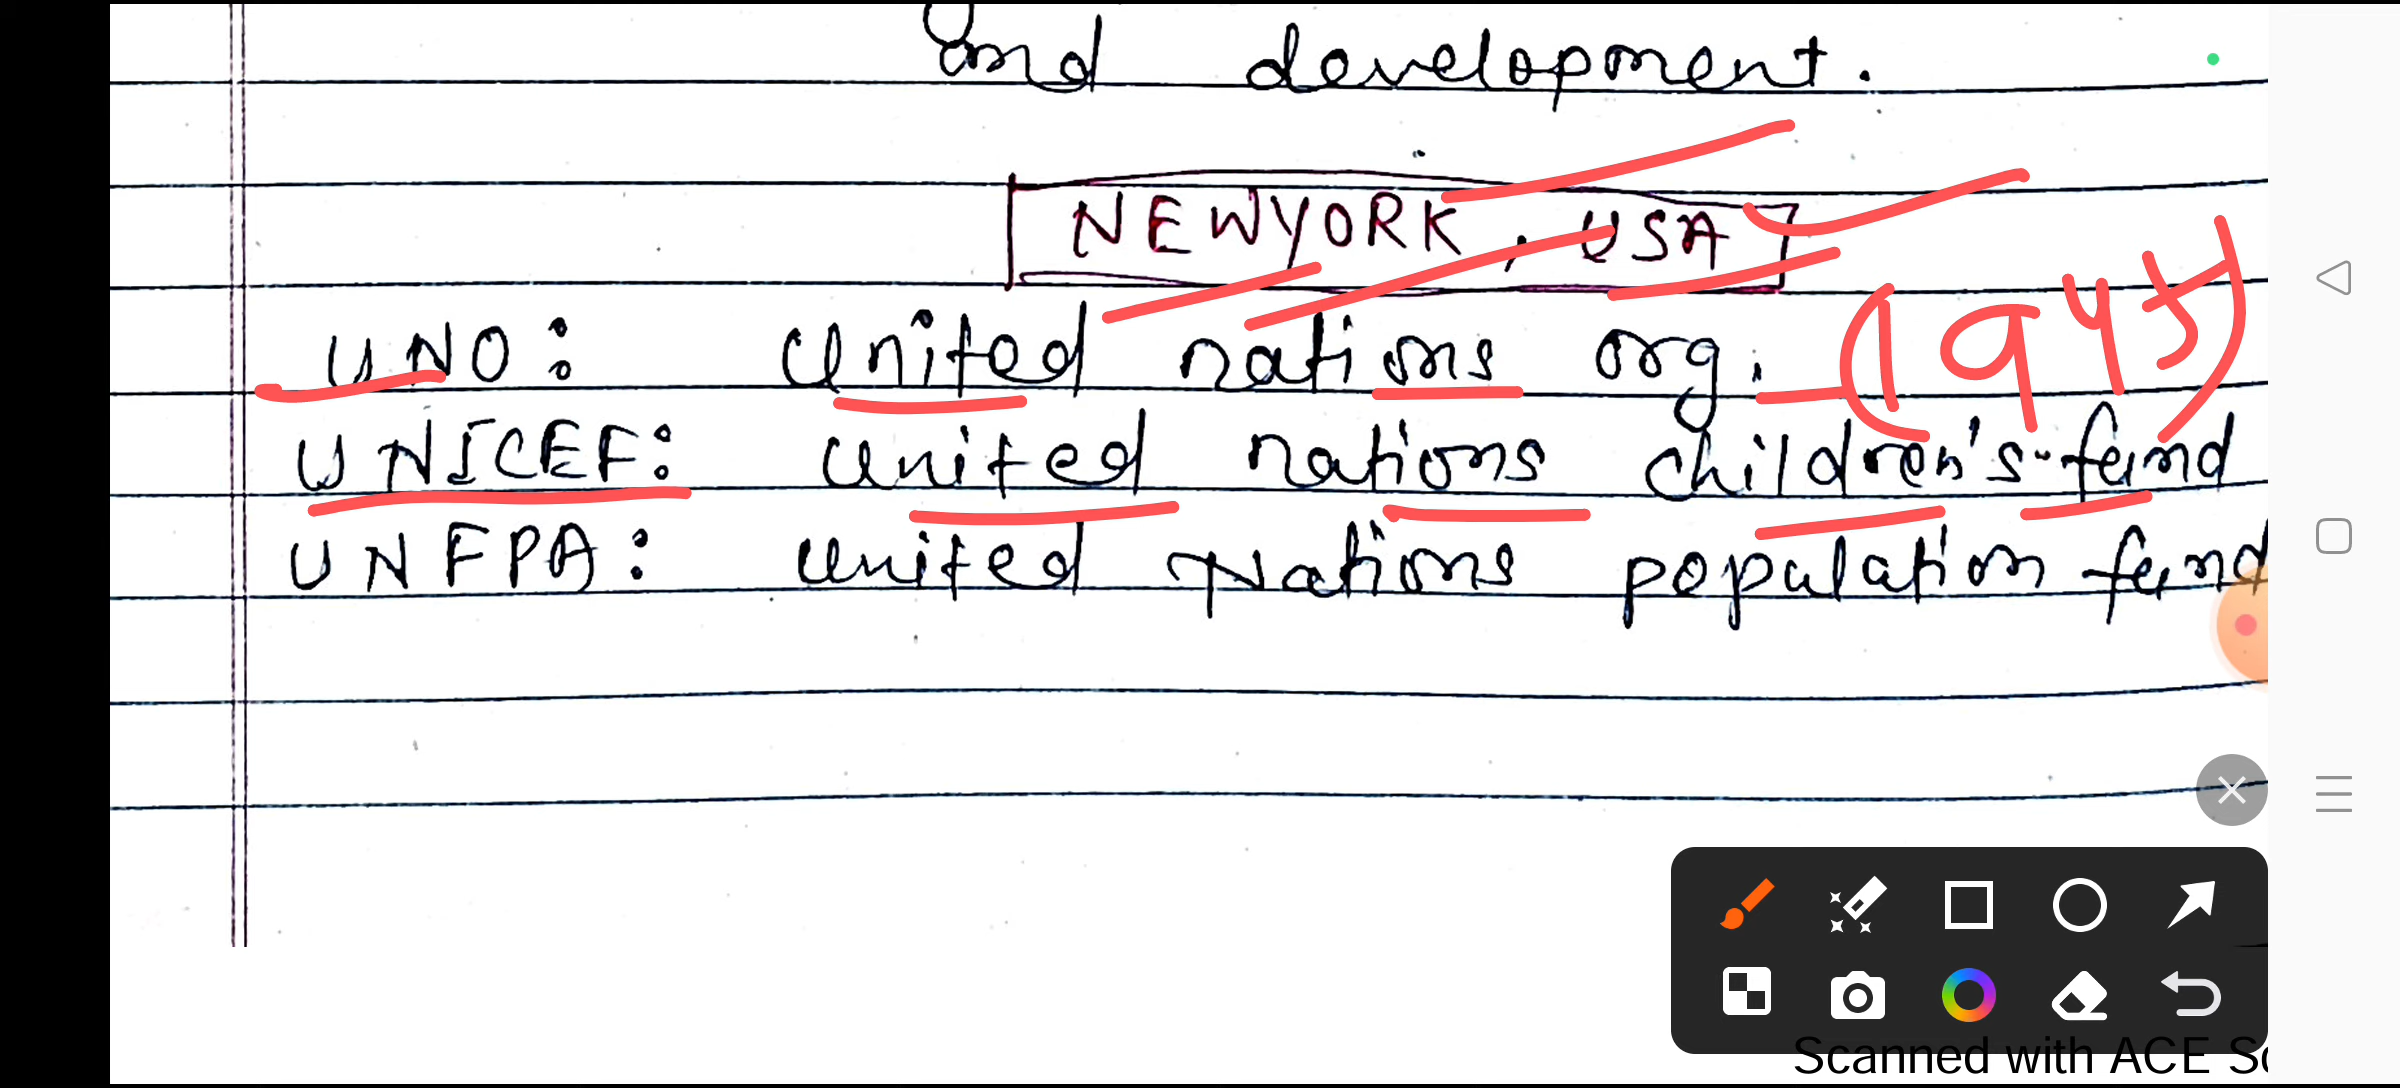 and development.
NEWYORK, USA
UNO: United nations org. (1945)
UNICEF: United nations children's fund
UNFPA: United Nations population fund
Scanned with ACE Sc